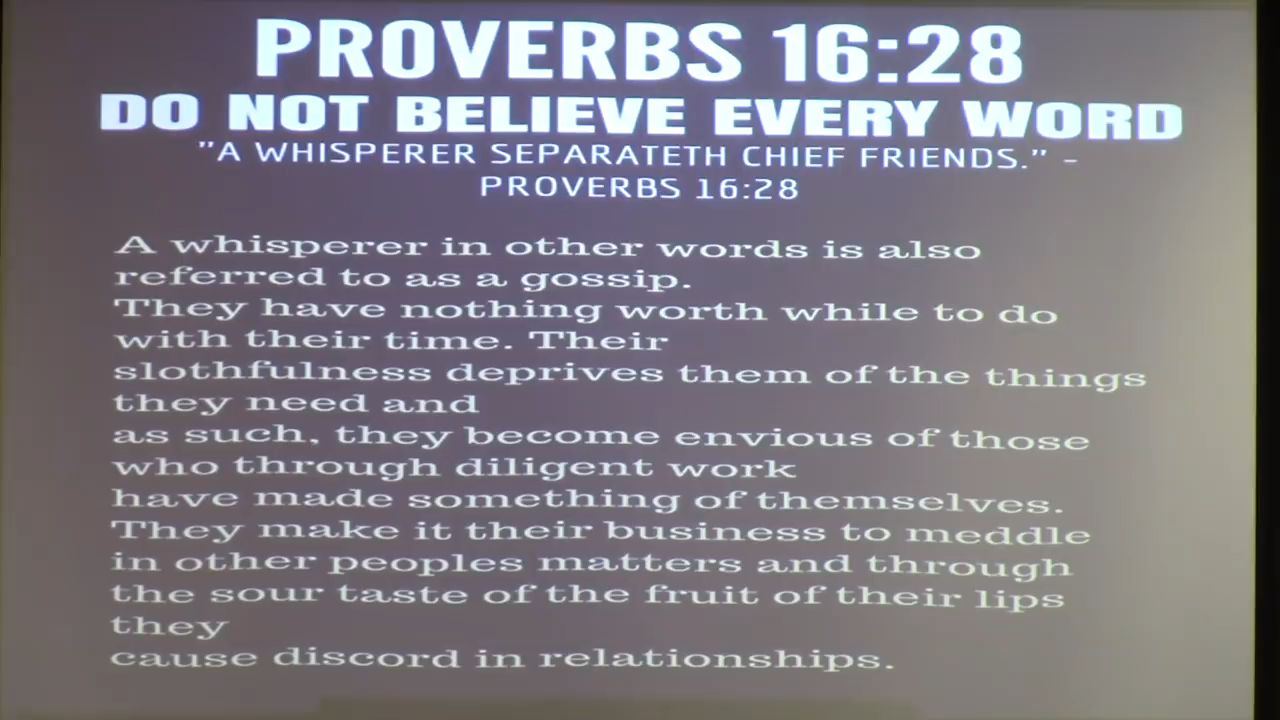 PROVERBS 16:28
DO NOT BELIEVE EVERY WORD
"A WHISPERER SEPARATETH CHIEF FRIENDS." -
PROVERBS 16:28
A whisperer in other words is also
referred to as a gossip.
They have nothing worth while to do
with their time. Their
slothfulness deprives them of the things
they need and
as such, they become envious of those
who through diligent work
have made something of themselves.
They make it their business to meddle
in other peoples matters and through
the sour taste of the fruit of their lips
they
cause discord in relationships.